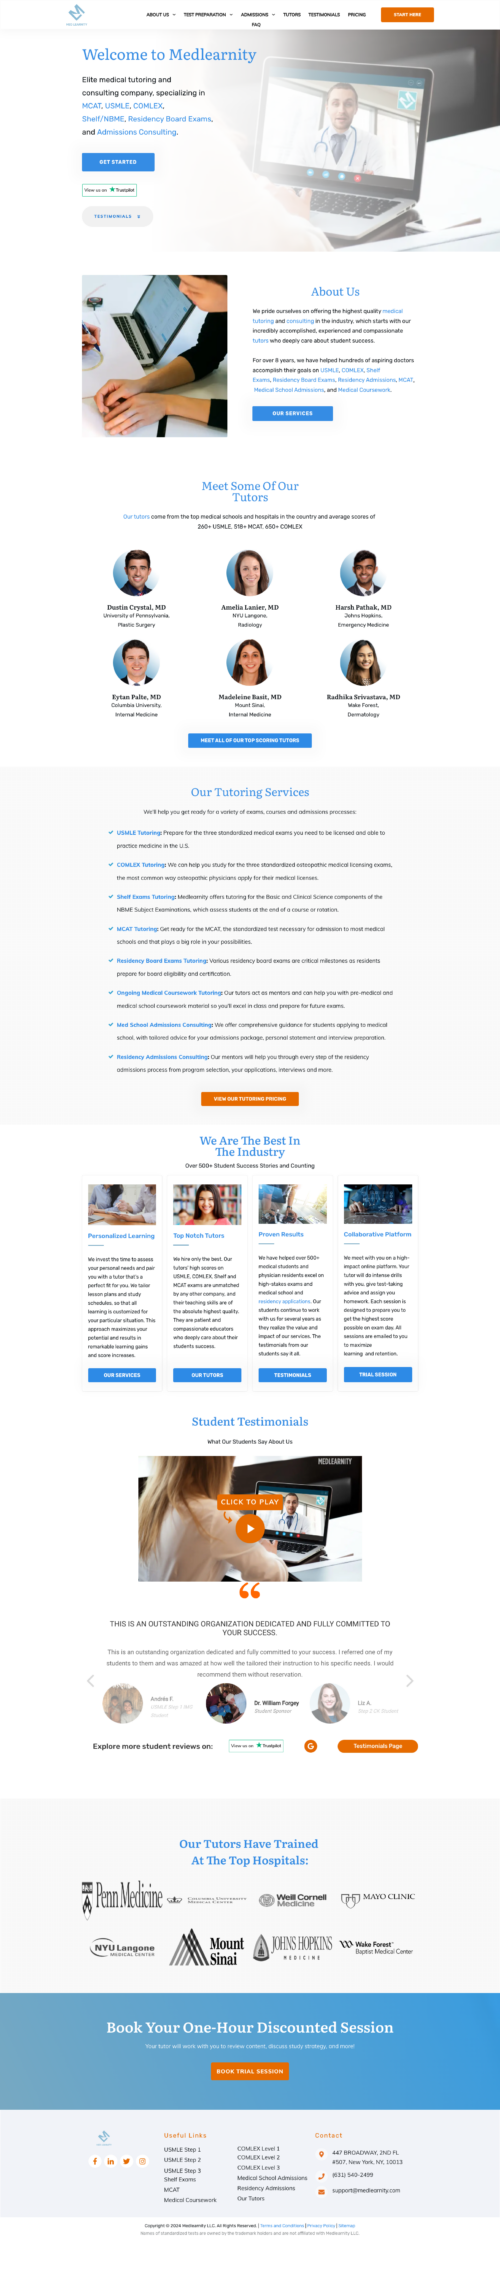 MEDLEARNITY
ABOUT US
TEST PREPARATION
ADMISSIONS
TUTORS
TESTIMONIALS
PRICING
FAQ
START HERE
Welcome to Medlearnity
Elite medical tutoring and
consulting company, specializing in
MCAT, USMLE, COMLEX,
Shelf/NBME, Residency Board Exams,
and Admissions Consulting.
GET STARTED
View us on Trustpilot
TESTIMONIALS
About Us
We pride ourselves on offering the highest quality medical
tutoring and consulting in the industry, which starts with our
incredibly accomplished, experienced and compassionate
tutors who deeply care about student success.
For over 8 years, we have helped hundreds of aspiring doctors
accomplish their goals on USMLE, COMLEX, Shelf
Exams, Residency Board Exams, Residency Admissions, MCAT,
Medical School Admissions, and Medical Coursework.
OUR SERVICES
Meet Some Of Our
Tutors
Our tutors come from the top medical schools and hospitals in the country and average scores of
260+ USMLE, 518+ MCAT, 650+ COMLEX
Dustin Crystal, MD
University of Pennsylvania,
Plastic Surgery
Amelia Lanier, MD
NYU Langone,
Radiology
Harsh Pathak, MD
Johns Hopkins,
Emergency Medicine
Eytan Palte, MD
Columbia University,
Internal Medicine
Madeleine Basit, MD
Mount Sinai,
Internal Medicine
Radhika Srivastava, MD
Wake Forest,
Dermatology
MEET ALL OF OUR TOP SCORING TUTORS
Our Tutoring Services
We'll help you get ready for a variety of exams, courses and admissions processes:
USMLE Tutoring: Prepare for the three standardized medical exams you need to be licensed and able to
practice medicine in the U.S.
COMLEX Tutoring: We can help you study for the three standardized osteopathic medical licensing exams,
the most common way osteopathic physicians apply for their medical licenses.
Shelf Exams Tutoring: Medlearnity offers tutoring for the Basic and Clinical Science components of the
NBME Subject Examinations, which assess students at the end of a course or rotation.
MCAT Tutoring: Get ready for the MCAT, the standardized test necessary for admission to most medical
schools and that plays a big role in your possibilities.
Residency Board Exams Tutoring: Various residency board exams are critical milestones as residents
prepare for board eligibility and certification.
Ongoing Medical Coursework Tutoring: Our tutors act as mentors and can help you with pre-medical and
medical school coursework material so you'll excel in class and prepare for future exams.
Med School Admissions Consulting: We offer comprehensive guidance for students applying to medical
school, with tailored advice for your admissions package, personal statement and interview preparation.
Residency Admissions Consulting: Our mentors will help you through every step of the residency
admissions process from program selection, your applications, interviews and more.
VIEW OUR TUTORING PRICING
We Are The Best In
The Industry
Over 500+ Student Success Stories and Counting
Personalized Learning
We invest the time to assess
your personal needs and pair
you with a tutor that's a
perfect fit for you. We tailor
lesson plans and study
schedules, so that all
learning is customized for
your particular situation. This
approach maximizes your
potential and results in
remarkable learning gains
and score increases.
OUR SERVICES
Top Notch Tutors
We hire only the best. Our
tutors' high scores on
USMLE, COMLEX, Shelf and
MCAT exams are unmatched
by any other company, and
their teaching skills are of
the absolute highest quality.
They are patient and
compassionate educators
who deeply care about their
students success.
OUR TUTORS
Proven Results
We have helped over 500+
medical students and
physician residents excel on
high-stakes exams and
medical school and
residency applications. Our
students continue to work
with us for several years as
they realize the value and
impact of our services. The
testimonials from our
students say it all.
TESTIMONIALS
Collaborative Platform
We meet with you on a high-
impact online platform. Your
tutor will do intense drills
with you, give test-taking
advice and assign you
homework. Each session is
designed to prepare you to
get the highest score
possible on exam day. All
sessions are emailed to you
to maximize
learning and retention.
TRIAL SESSION
Student Testimonials
What Our Students Say About Us
MEDLEARNITY
CLICK TO PLAY
THIS IS AN OUTSTANDING ORGANIZATION DEDICATED AND FULLY COMMITTED TO
YOUR SUCCESS.
This is an outstanding organization dedicated and fully committed to your success. I referred one of my
students to them and was amazed at how well the tailored their instruction to his specific needs. I would
recommend them without reservation.
Andrés F.
USMLE Step 1 IMG
Student
Dr. William Forgey
Student Sponsor
Liz A.
Step 2 CK Student
Explore more student reviews on:
View us on Trustpilot
G
Testimonials Page
Our Tutors Have Trained
At The Top Hospitals:
Penn Medicine
COLUMBIA UNIVERSITY
MEDICAL CENTER
Weill Cornell
Medicine
MAYO CLINIC
NYU Langone
MEDICAL CENTER
Mount
Sinai
JOHNS HOPKINS
MEDICINE
Wake Forest
Baptist Medical Center
Book Your One-Hour Discounted Session
Your tutor will work with you to review content, discuss study strategy, and more!
BOOK TRIAL SESSION
Useful Links
USMLE Step 1
USMLE Step 2
USMLE Step 3
Shelf Exams
MCAT
Medical Coursework
COMLEX Level 1
COMLEX Level 2
COMLEX Level 3
Medical School Admissions
Residency Admissions
Our Tutors
Contact
447 BROADWAY, 2ND FL
#507, New York, NY, 10013
(631) 540-2499
support@medlearnity.com
Copyright © 2024 Medlearnity LLC. All Rights Reserved. | Terms and Conditions | Privacy Policy | Sitemap
Names of standardized tests are owned by the trademark holders and are not affiliated with Medlearnity LLC.